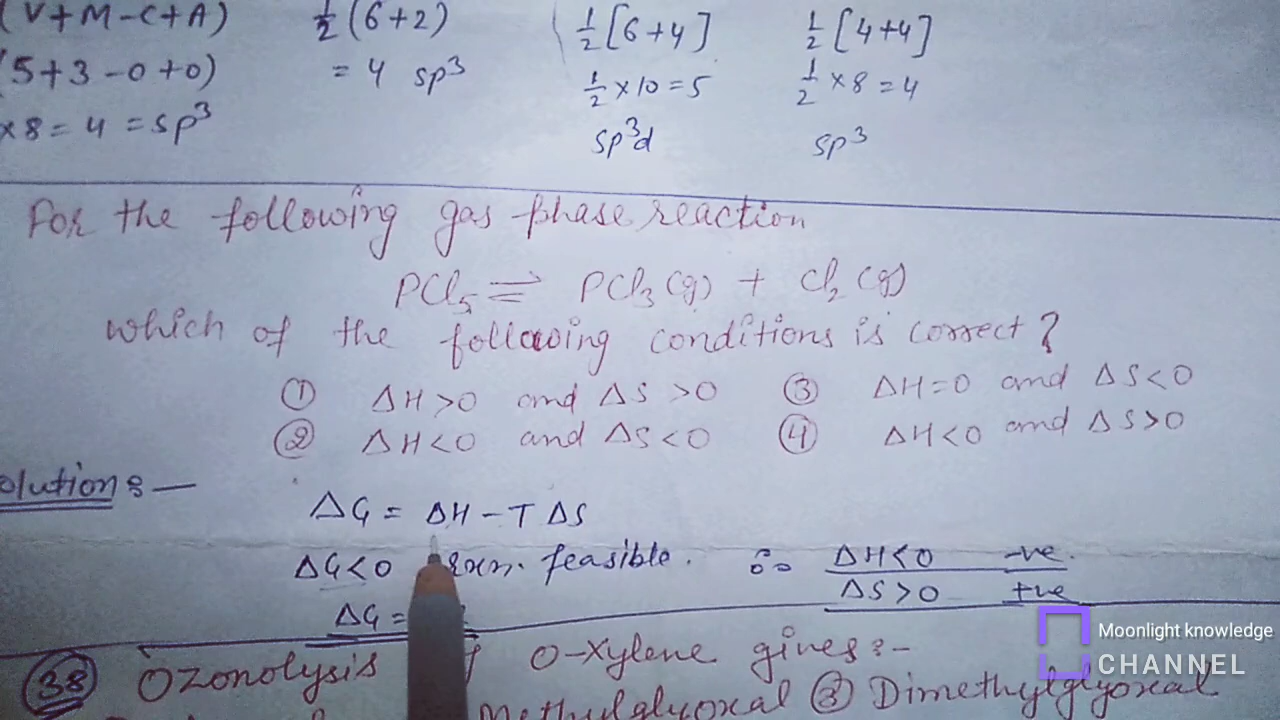 (V+M-C+A)
(5+3-0+0)
×8=4=sp³
1/2(6+2)
=4 sp³
1/2[6+4]
1/2×10=5
sp³d
1/2[4+4]
1/2×8=4
sp³
For the following gas phase reaction
PCl₅ ⇌ PCl₃(g) + Cl₂(g)
which of the following conditions is correct?
① ΔH>0 and ΔS>0 ③ ΔH=0 and ΔS<0
② ΔH<0 and ΔS<0 ④ ΔH<0 and ΔS>0
olution:-
ΔG = ΔH-TΔS
ΔG<0 rxn. feasible. ∴ ΔH<0 -ve.
ΔG= ΔS>0 +ve
(38) Ozonolysis of O-Xylene gives:-
Methylglyoxal ③ Dimethylglyoxal
Moonlight knowledge
CHANNEL